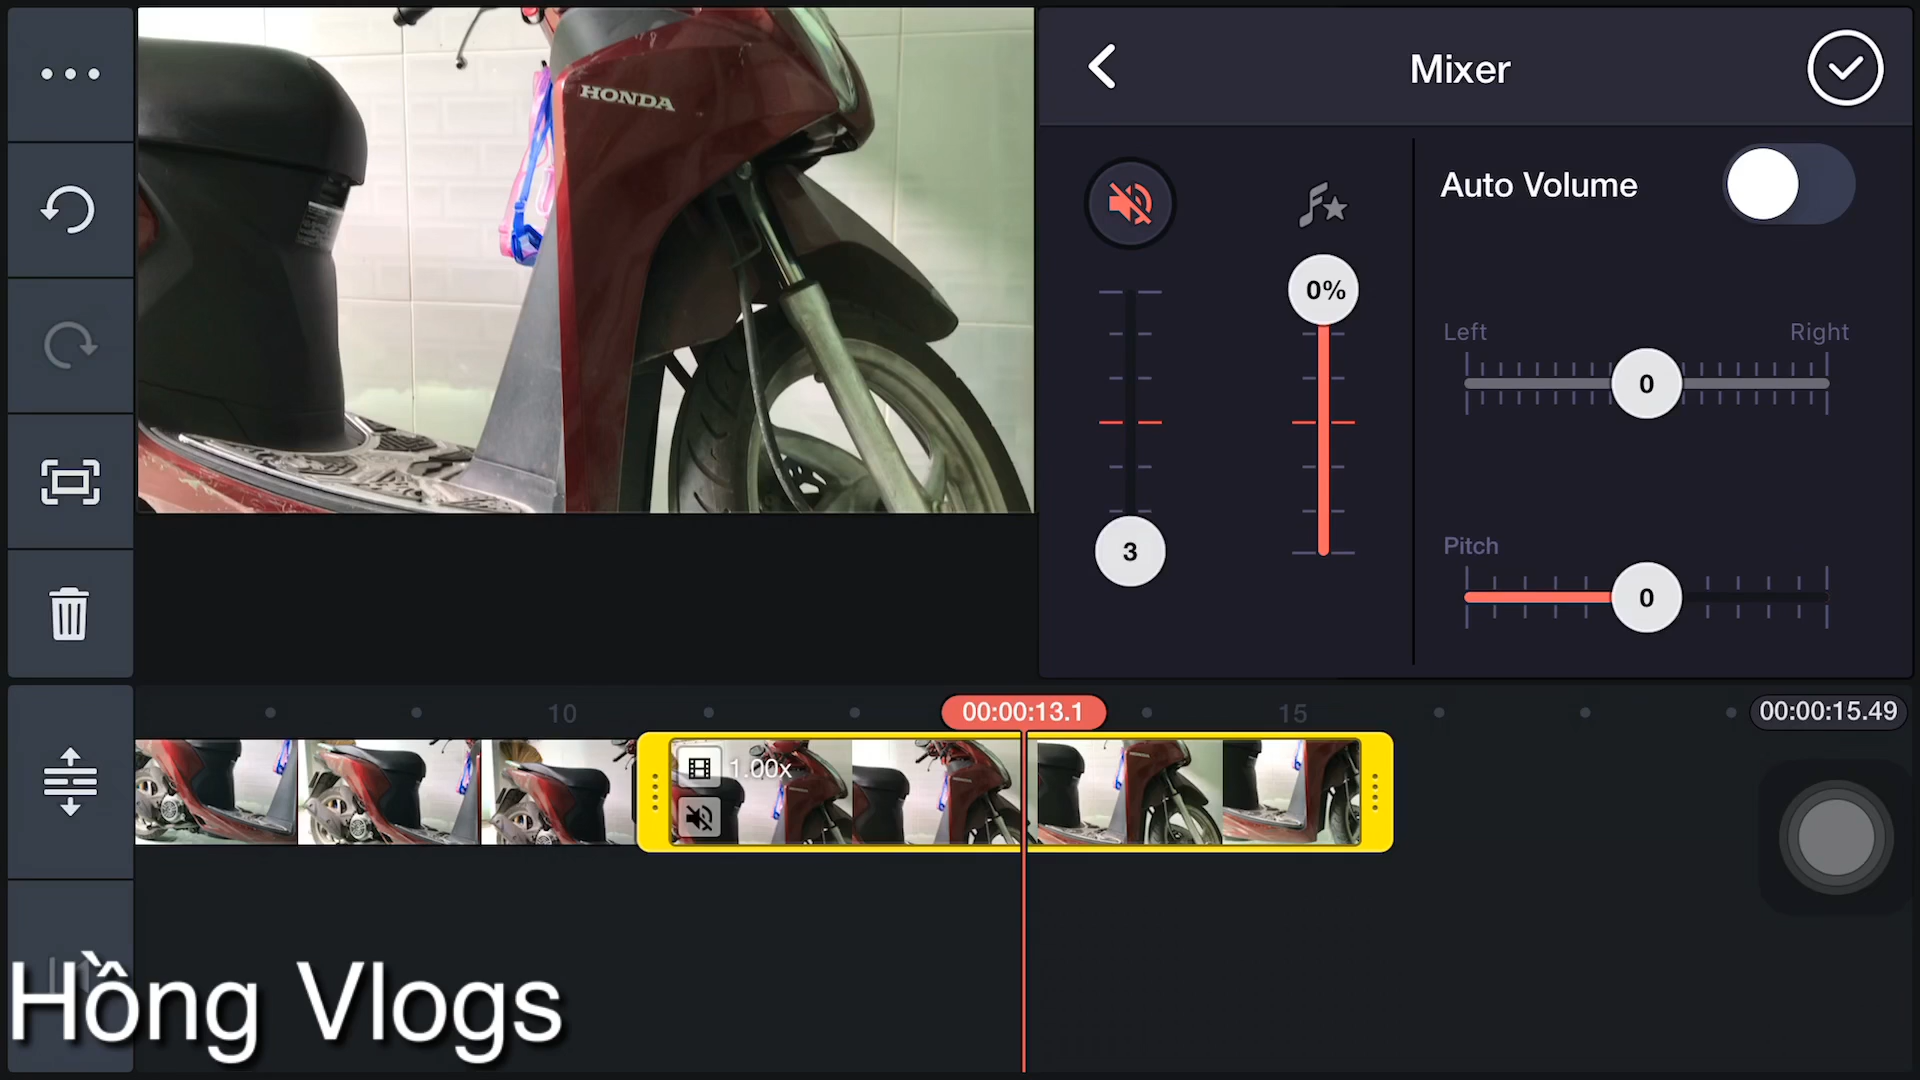 HONDA
Mixer
Auto Volume
0%
Left
Right
0
3
Pitch
0
10
00:00:13.1
15
00:00:15.49
1.00x
Hồng Vlogs